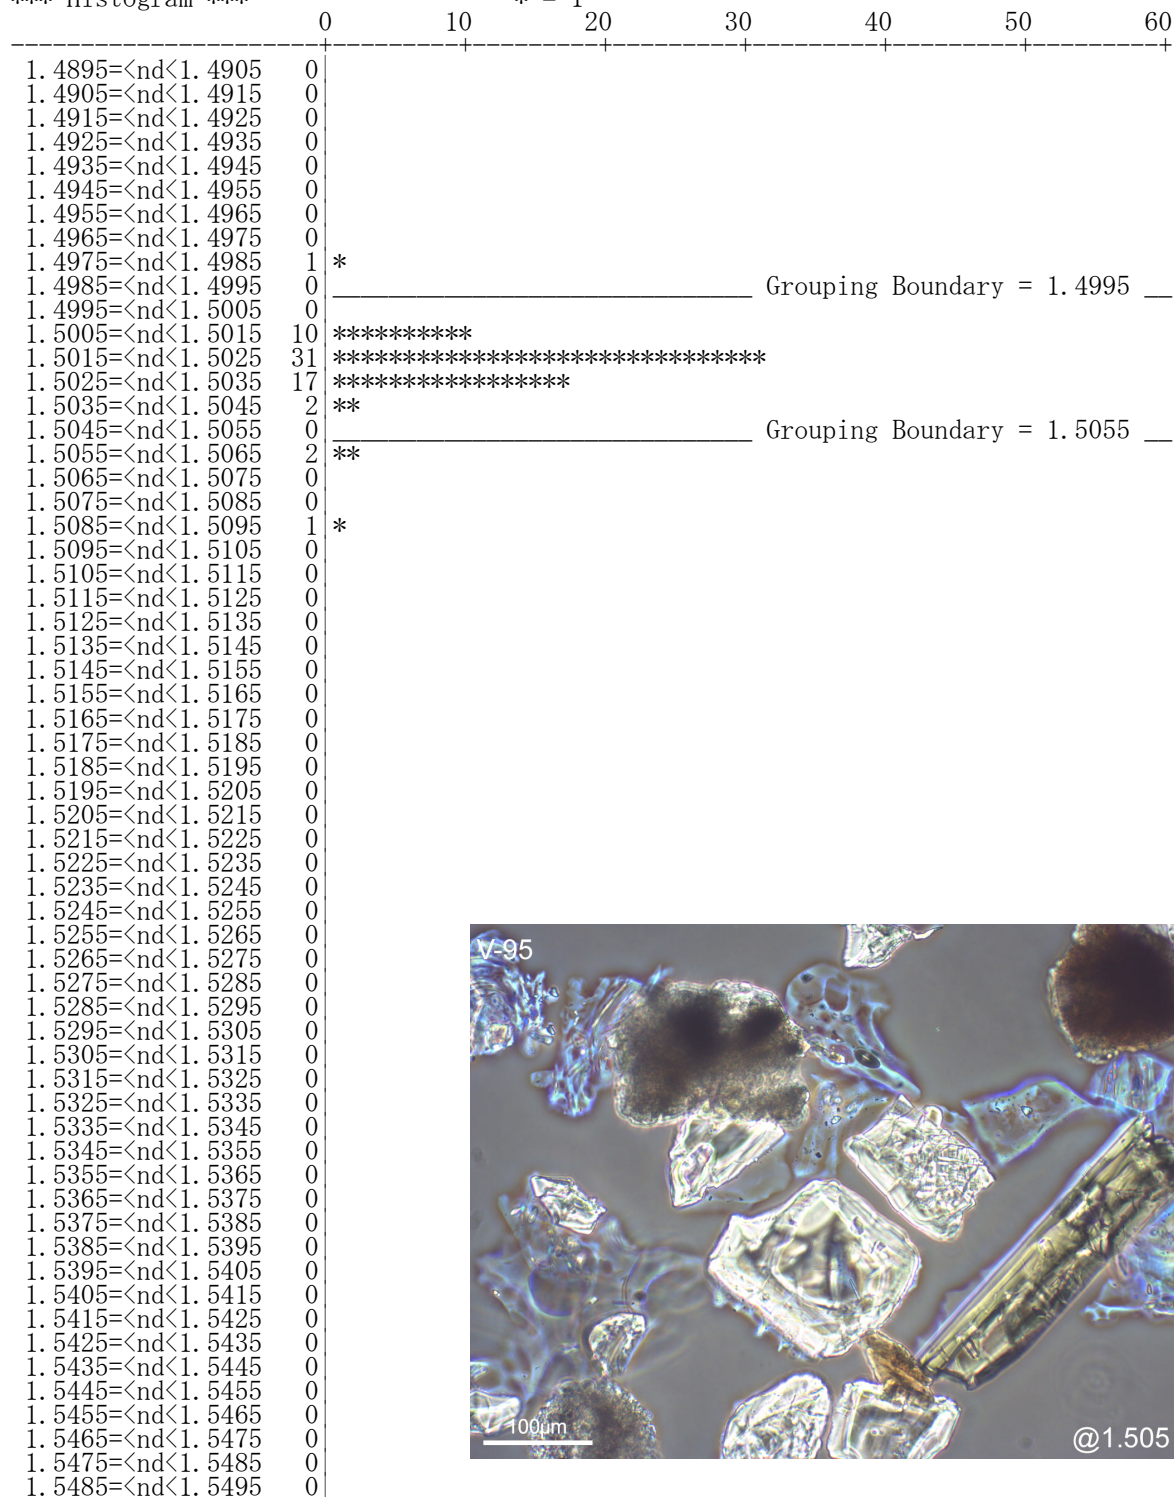 *** Histogram *** * = 1
0 10 20 30 40 50 60
1.4895=<nd<1.4905 0
1.4905=<nd<1.4915 0
1.4915=<nd<1.4925 0
1.4925=<nd<1.4935 0
1.4935=<nd<1.4945 0
1.4945=<nd<1.4955 0
1.4955=<nd<1.4965 0
1.4965=<nd<1.4975 0
1.4975=<nd<1.4985 1 *
1.4985=<nd<1.4995 0 ______________________________ Grouping Boundary = 1.4995 __
1.4995=<nd<1.5005 0
1.5005=<nd<1.5015 10 **********
1.5015=<nd<1.5025 31 *******************************
1.5025=<nd<1.5035 17 *****************
1.5035=<nd<1.5045 2 **
1.5045=<nd<1.5055 0 ______________________________ Grouping Boundary = 1.5055 __
1.5055=<nd<1.5065 2 **
1.5065=<nd<1.5075 0
1.5075=<nd<1.5085 0
1.5085=<nd<1.5095 1 *
1.5095=<nd<1.5105 0
1.5105=<nd<1.5115 0
1.5115=<nd<1.5125 0
1.5125=<nd<1.5135 0
1.5135=<nd<1.5145 0
1.5145=<nd<1.5155 0
1.5155=<nd<1.5165 0
1.5165=<nd<1.5175 0
1.5175=<nd<1.5185 0
1.5185=<nd<1.5195 0
1.5195=<nd<1.5205 0
1.5205=<nd<1.5215 0
1.5215=<nd<1.5225 0
1.5225=<nd<1.5235 0
1.5235=<nd<1.5245 0
1.5245=<nd<1.5255 0
1.5255=<nd<1.5265 0
1.5265=<nd<1.5275 0
1.5275=<nd<1.5285 0
1.5285=<nd<1.5295 0
1.5295=<nd<1.5305 0
1.5305=<nd<1.5315 0
1.5315=<nd<1.5325 0
1.5325=<nd<1.5335 0
1.5335=<nd<1.5345 0
1.5345=<nd<1.5355 0
1.5355=<nd<1.5365 0
1.5365=<nd<1.5375 0
1.5375=<nd<1.5385 0
1.5385=<nd<1.5395 0
1.5395=<nd<1.5405 0
1.5405=<nd<1.5415 0
1.5415=<nd<1.5425 0
1.5425=<nd<1.5435 0
1.5435=<nd<1.5445 0
1.5445=<nd<1.5455 0
1.5455=<nd<1.5465 0
1.5465=<nd<1.5475 0
1.5475=<nd<1.5485 0
1.5485=<nd<1.5495 0
V-95
100μm
@1.505